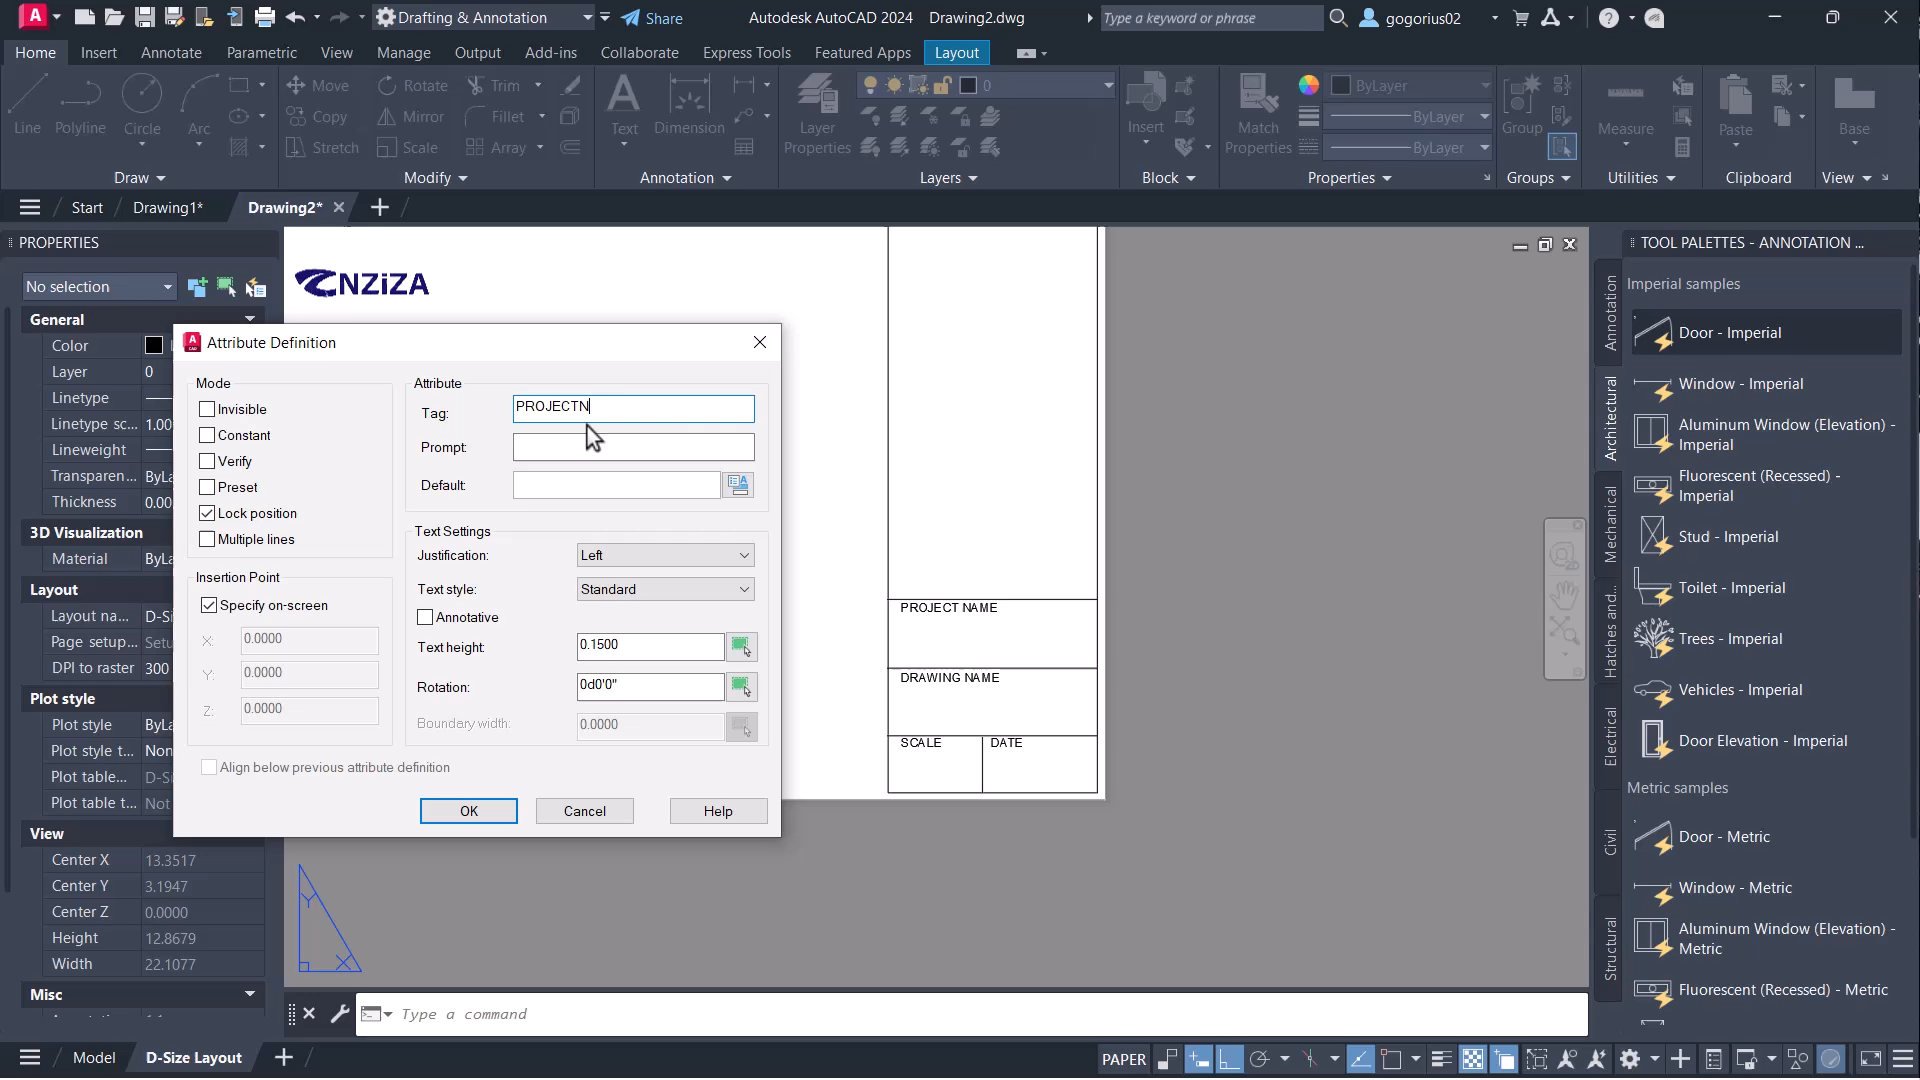 Drafting & Annotation
Share
Autodesk AutoCAD 2024 Drawing2.dwg
Type a keyword or phrase
gogorius02
Home Insert Annotate Parametric View Manage Output Add-ins Collaborate Express Tools Featured Apps Layout
Line Polyline Circle Arc
Move Rotate Trim
Copy Mirror Fillet
Stretch Scale Array
Text Dimension
Layer Properties
0
Insert
Match Properties
ByLayer
ByLayer
ByLayer
Group
Measure
Paste
Base
Draw Modify Annotation Layers Block Properties Groups Utilities Clipboard View
Start Drawing1* Drawing2*
PROPERTIES
No selection
General
Color
Layer 0
Linetype
Linetype sc... 1.00
Lineweight
Transparen... ByLa
Thickness 0.00
3D Visualization
Material ByLa
Layout
Layout na... D-Si
Page setup... Setu
DPI to raster 300
Plot style
Plot style ByLa
Plot style t... Non
Plot table... D-Si
Plot table t... Not
View
Center X 13.3517
Center Y 3.1947
Center Z 0.0000
Height 12.8679
Width 22.1077
Misc
NZiZA
Attribute Definition
Mode
Invisible
Constant
Verify
Preset
Lock position
Multiple lines
Insertion Point
Specify on-screen
X: 0.0000
Y: 0.0000
Z: 0.0000
Attribute
Tag: PROJECTN
Prompt:
Default:
Text Settings
Justification: Left
Text style: Standard
Annotative
Text height: 0.1500
Rotation: 0d0'0"
Boundary width: 0.0000
Align below previous attribute definition
OK Cancel Help
PROJECT NAME
DRAWING NAME
SCALE DATE
Y
X
Type a command
TOOL PALETTES - ANNOTATION ...
Annotation
Architectural
Mechanical
Hatches and...
Electrical
Civil
Structural
Imperial samples
Door - Imperial
Window - Imperial
Aluminum Window (Elevation) - Imperial
Fluorescent (Recessed) - Imperial
Stud - Imperial
Toilet - Imperial
Trees - Imperial
Vehicles - Imperial
Door Elevation - Imperial
Metric samples
Door - Metric
Window - Metric
Aluminum Window (Elevation) - Metric
Fluorescent (Recessed) - Metric
Model D-Size Layout
PAPER